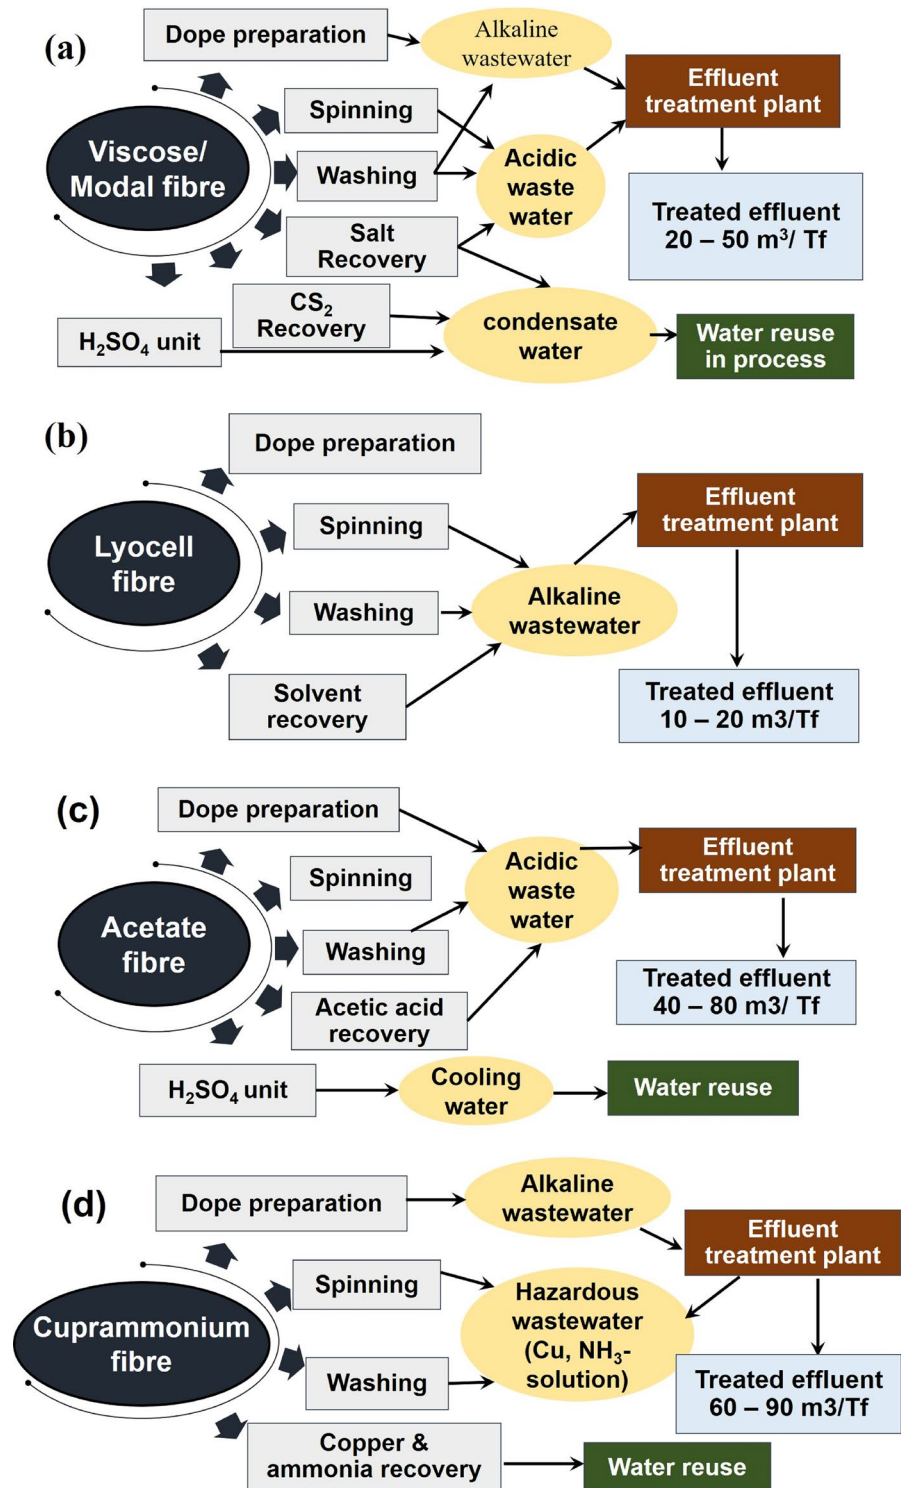 (a)
Dope preparation
Alkaline
wastewater
Effluent
treatment plant
Spinning
Viscose/
Modal fibre
Washing
Acidic
waste
water
Treated effluent
20 – 50 m³/ Tf
Salt
Recovery
CS₂
Recovery
H₂SO₄ unit
condensate
water
Water reuse
in process
(b)
Dope preparation
Effluent
treatment plant
Spinning
Lyocell
fibre
Washing
Alkaline
wastewater
Solvent
recovery
Treated effluent
10 – 20 m3/Tf
(c)
Dope preparation
Acidic
waste
water
Effluent
treatment plant
Spinning
Acetate
fibre
Washing
Treated effluent
40 – 80 m3/ Tf
Acetic acid
recovery
H₂SO₄ unit
Cooling
water
Water reuse
(d)
Dope preparation
Alkaline
wastewater
Effluent
treatment plant
Spinning
Cuprammonium
fibre
Hazardous
wastewater
(Cu, NH₃-
solution)
Washing
Treated effluent
60 – 90 m3/Tf
Copper &
ammonia recovery
Water reuse